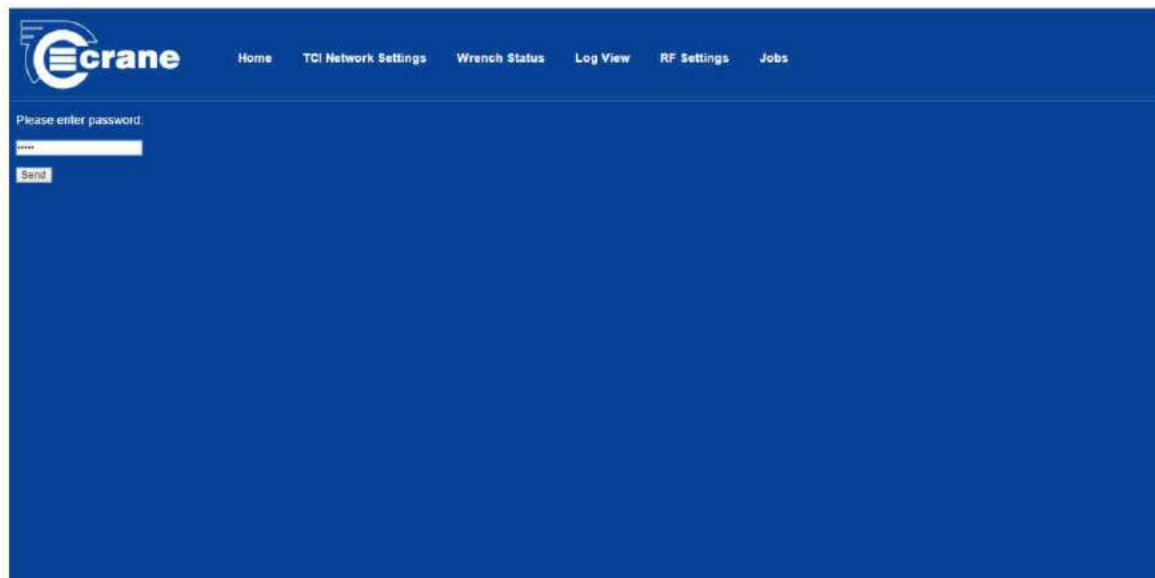 crane
Home TCI Network Settings Wrench Status Log View RF Settings Jobs
Please enter password:
•••••
Send